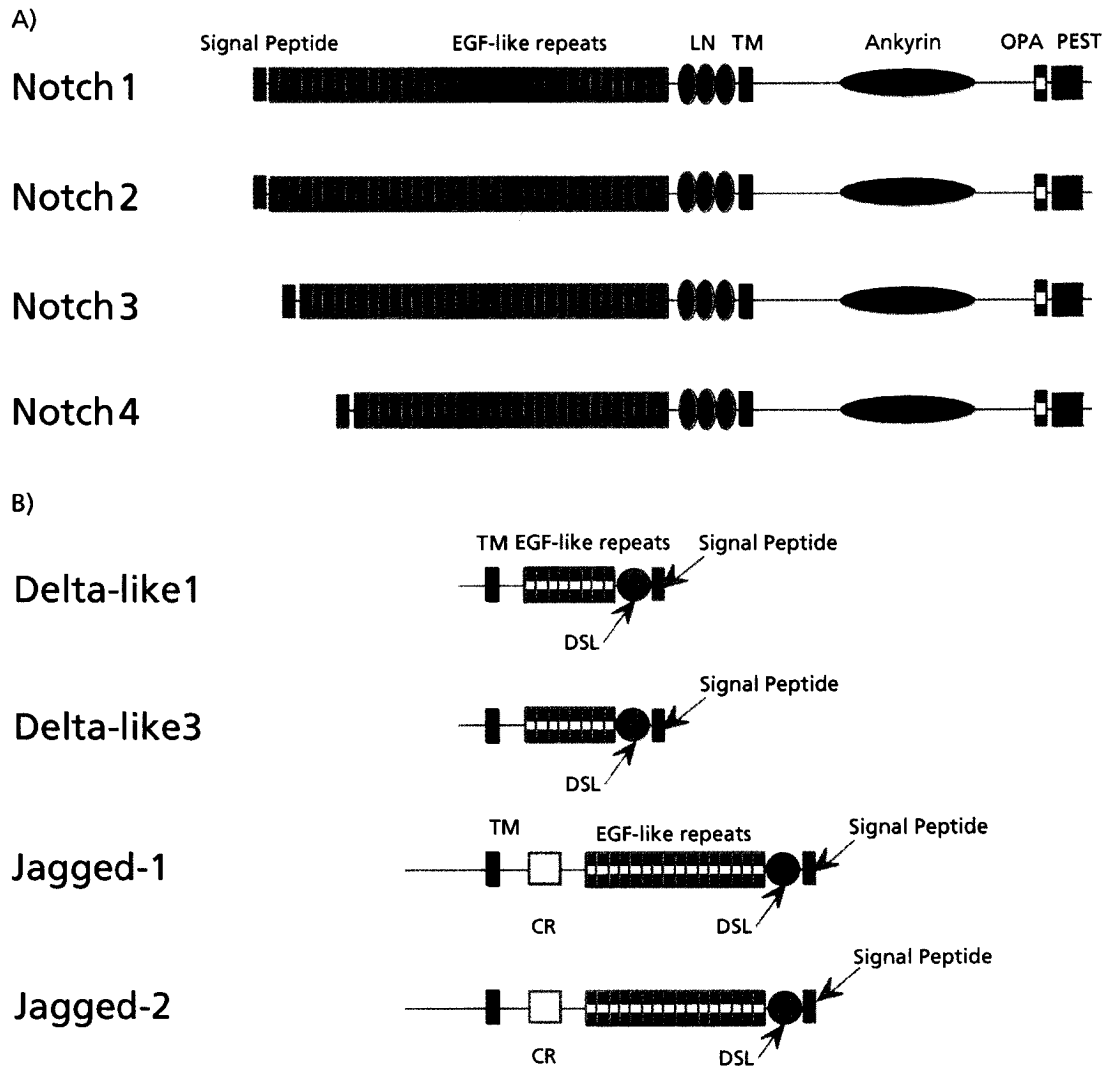 A)
Signal Peptide EGF-like repeats LN TM Ankyrin OPA PEST
Notch 1
Notch 2
Notch 3
Notch 4
B)
TM EGF-like repeats Signal Peptide
Delta-like1
DSL
Signal Peptide
Delta-like3
DSL
TM EGF-like repeats Signal Peptide
Jagged-1
CR DSL
Signal Peptide
Jagged-2
CR DSL